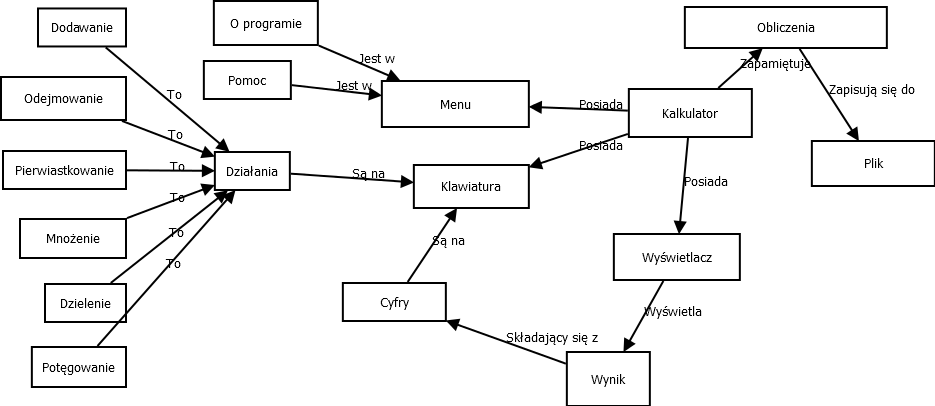 Dodawanie
O programie
Obliczenia
Jest w
Zapamiętuje
Pomoc
Jest w
Zapisują się do
Odejmowanie
To
Menu
Posiada
Kalkulator
To
Posiada
Plik
Pierwiastkowanie
To
Działania
Są na
Klawiatura
Posiada
To
Mnożenie
To
Są na
Wyświetlacz
To
Dzielenie
Cyfry
Wyświetla
Składający się z
Potęgowanie
Wynik